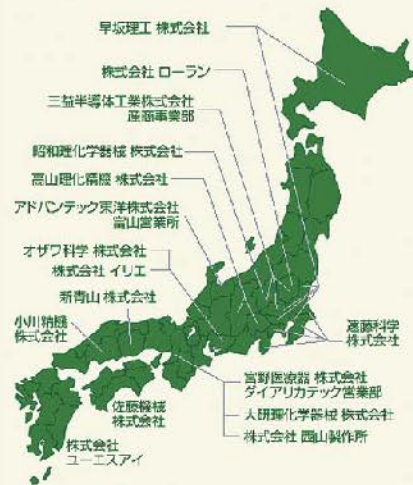 早坂理工 株式会社
株式会社 ローラン
三益半導体工業株式会社
産商事業部
昭和理化学器械 株式会社
高山理化精機 株式会社
アドバンテック東洋株式会社
富山営業所
オザワ科学 株式会社
株式会社 イリエ
新青山 株式会社
小川精機
株式会社
遠藤科学
株式会社
宮野医療器 株式会社
ダイアリカテック営業部
大研理化学器械 株式会社
株式会社 西山製作所
佐藤機械
株式会社
株式会社
ユーエスアイ